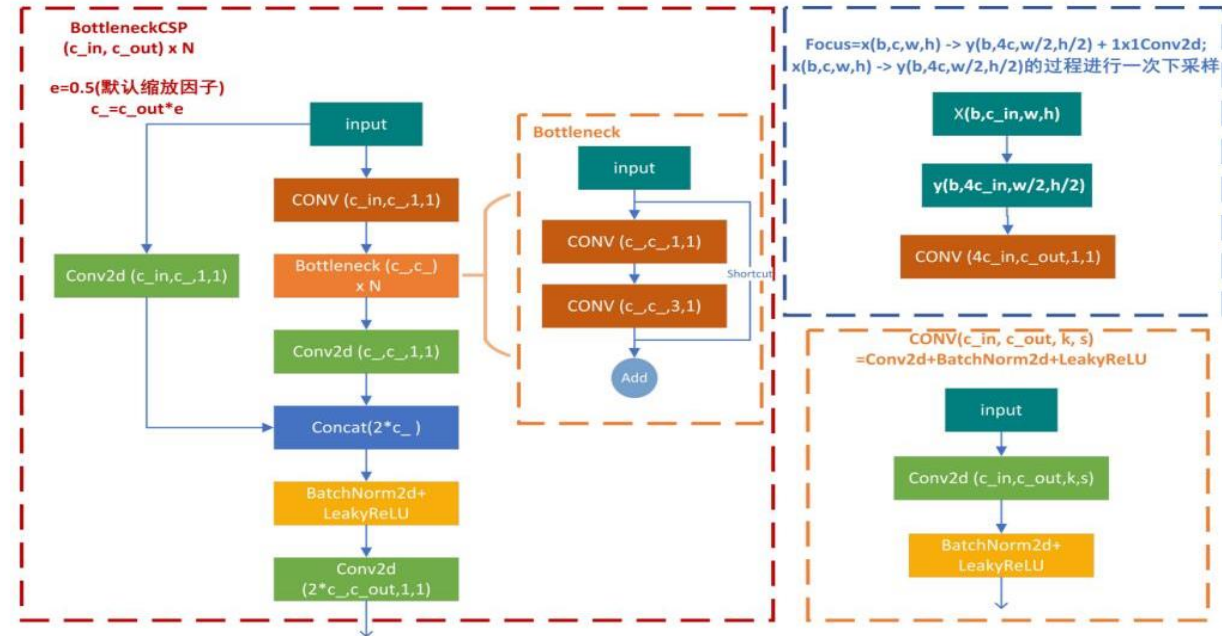 BottleneckCSP
(c_in, c_out) x N
e=0.5(默认缩放因子)
c_=c_out*e
input
CONV (c_in,c_,1,1)
Conv2d (c_in,c_,1,1)
Bottleneck (c_,c_)
x N
Conv2d (c_,c_,1,1)
Concat(2*c_ )
BatchNorm2d+
LeakyReLU
Conv2d
(2*c_,c_out,1,1)
Bottleneck
input
CONV (c_,c_,1,1)
Shortcut
CONV (c_,c_,3,1)
Add
Focus=x(b,c,w,h) -> y(b,4c,w/2,h/2) + 1x1Conv2d;
x(b,c,w,h) -> y(b,4c,w/2,h/2)的过程进行一次下采样
X(b,c_in,w,h)
y(b,4c_in,w/2,h/2)
CONV (4c_in,c_out,1,1)
CONV(c_in, c_out, k, s)
=Conv2d+BatchNorm2d+LeakyReLU
input
Conv2d (c_in,c_out,k,s)
BatchNorm2d+
LeakyReLU